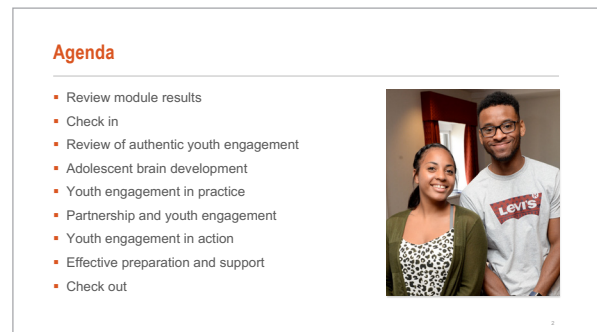 Agenda
Review module results
Check in
Review of authentic youth engagement
Adolescent brain development
Youth engagement in practice
Partnership and youth engagement
Youth engagement in action
Effective preparation and support
Check out
Levi's
2